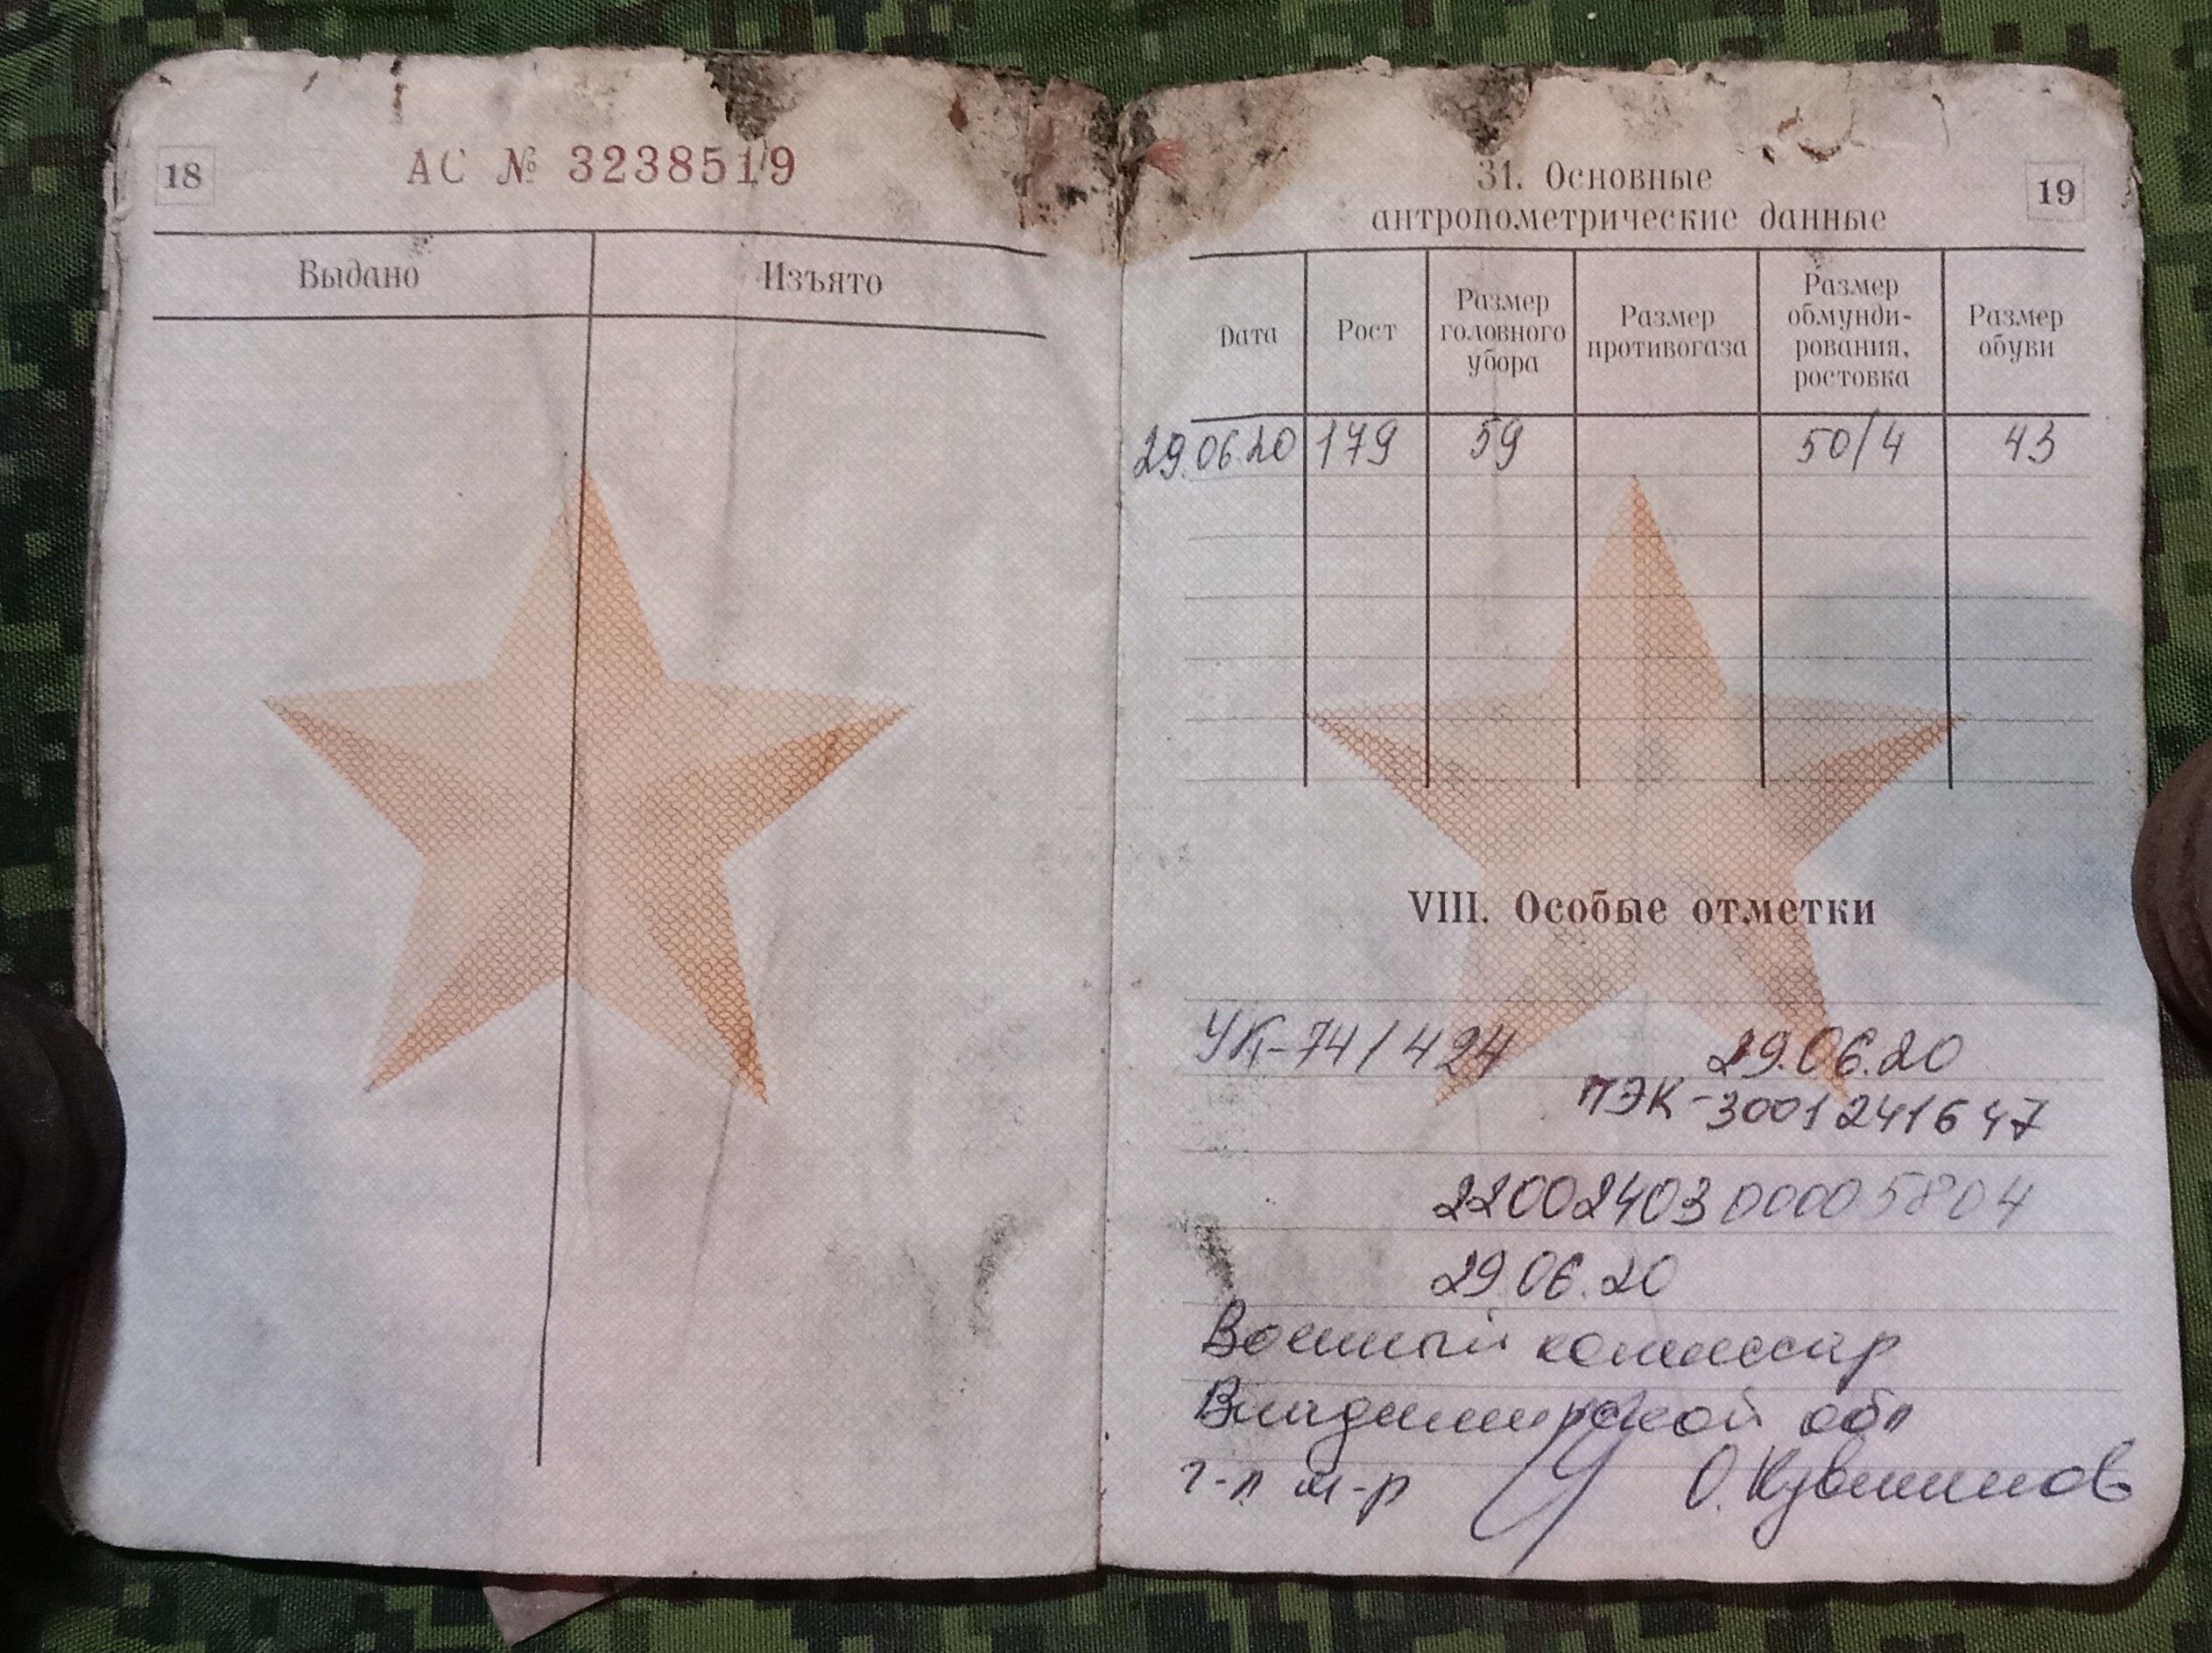 18
АС № 3238519
Выдано
Изъято
19
31. Основные
антропометрические данные
Дата
Рост
Размер
головного
убора
Размер
противогаза
Размер
обмунди-
рования,
ростовка
Размер
обуви
29.06.20 179 59 50/4 43
VIII. Особые отметки
УК-74/424 29.06.20
ПЭК-3001241647
2200240300005804
29.06.20
Военный комиссар
Владимирской обл
г-л м-р О. Кувшинов